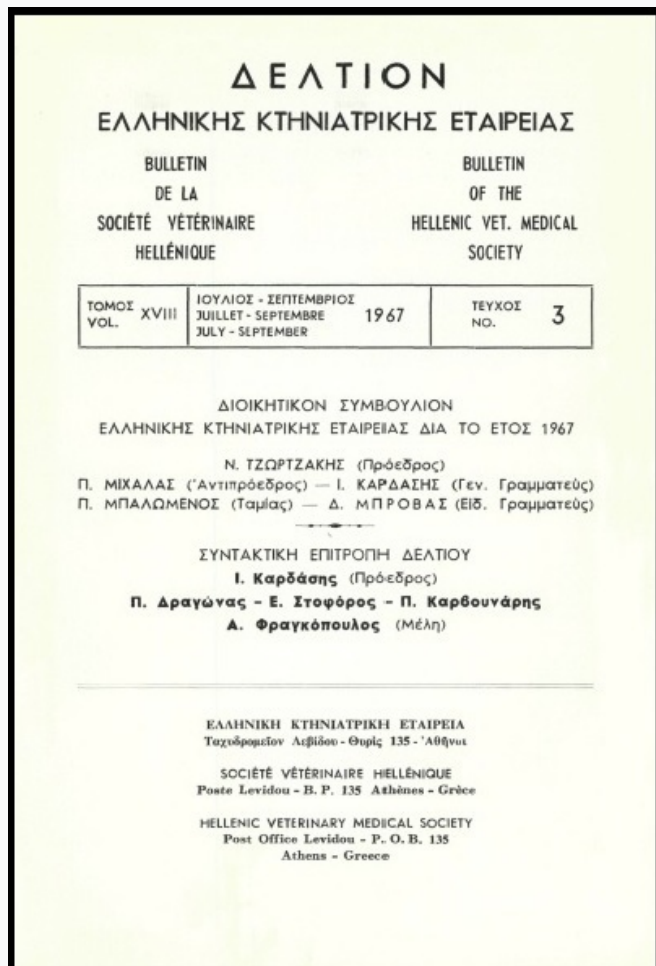 ΔΕΛΤΙΟΝ
ΕΛΛΗΝΙΚΗΣ ΚΤΗΝΙΑΤΡΙΚΗΣ ΕΤΑΙΡΕΙΑΣ
BULLETIN
DE LA
SOCIÉTÉ VÉTÉRINAIRE
HELLÉNIQUE
BULLETIN
OF THE
HELLENIC VET. MEDICAL
SOCIETY
ΤΟΜΟΣ
VOL. XVIII
ΙΟΥΛΙΟΣ - ΣΕΠΤΕΜΒΡΙΟΣ
JUILLET - SEPTEMBRE 1967
JULY - SEPTEMBER
ΤΕΥΧΟΣ
NO. 3
ΔΙΟΙΚΗΤΙΚΟΝ ΣΥΜΒΟΥΛΙΟΝ
ΕΛΛΗΝΙΚΗΣ ΚΤΗΝΙΑΤΡΙΚΗΣ ΕΤΑΙΡΕΙΑΣ ΔΙΑ ΤΟ ΕΤΟΣ 1967
Ν. ΤΖΩΡΤΖΑΚΗΣ (Πρόεδρος)
Π. ΜΙΧΑΛΑΣ (Ἀντιπρόεδρος) — Ι. ΚΑΡΔΑΣΗΣ (Γεν. Γραμματεὺς)
Π. ΜΠΑΛΩΜΕΝΟΣ (Ταμίας) — Δ. ΜΠΡΟΒΑΣ (Εἰδ. Γραμματεὺς)
ΣΥΝΤΑΚΤΙΚΗ ΕΠΙΤΡΟΠΗ ΔΕΛΤΙΟΥ
Ι. Καρδάσης (Πρόεδρος)
Π. Δραγώνας – Ε. Στοφόρος – Π. Καρβουνάρης
Α. Φραγκόπουλος (Μέλη)
ΕΛΛΗΝΙΚΗ ΚΤΗΝΙΑΤΡΙΚΗ ΕΤΑΙΡΕΙΑ
Ταχυδρομεῖον Λεβίδου - Θυρὶς 135 - Ἀθῆναι
SOCIÉTÉ VÉTÉRINAIRE HELLÉNIQUE
Poste Levidou - B. P. 135 Athènes - Grèce
HELLENIC VETERINARY MEDICAL SOCIETY
Post Office Levidou - P. O. B. 135
Athens - Greece